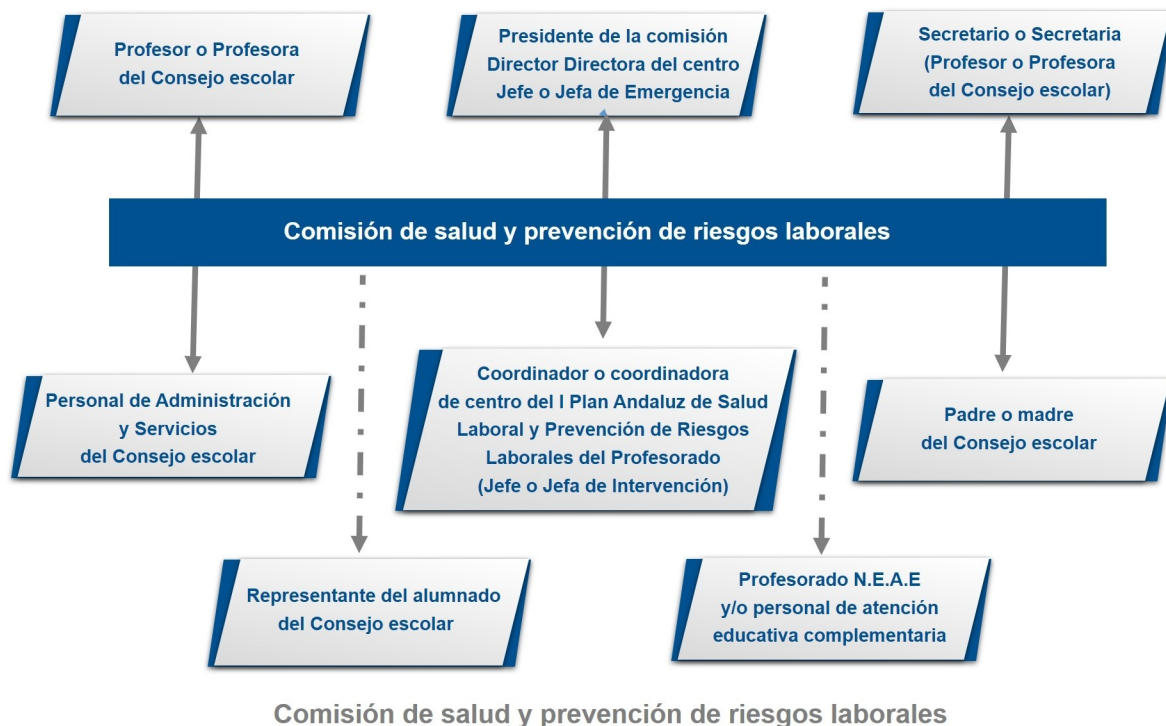 Profesor o Profesora
del Consejo escolar
Presidente de la comisión
Director Directora del centro
Jefe o Jefa de Emergencia
Secretario o Secretaria
(Profesor o Profesora
del Consejo escolar)
Comisión de salud y prevención de riesgos laborales
Personal de Administración
y Servicios
del Consejo escolar
Coordinador o coordinadora
de centro del I Plan Andaluz de Salud
Laboral y Prevención de Riesgos
Laborales del Profesorado
(Jefe o Jefa de Intervención)
Padre o madre
del Consejo escolar
Representante del alumnado
del Consejo escolar
Profesorado N.E.A.E
y/o personal de atención
educativa complementaria
Comisión de salud y prevención de riesgos laborales